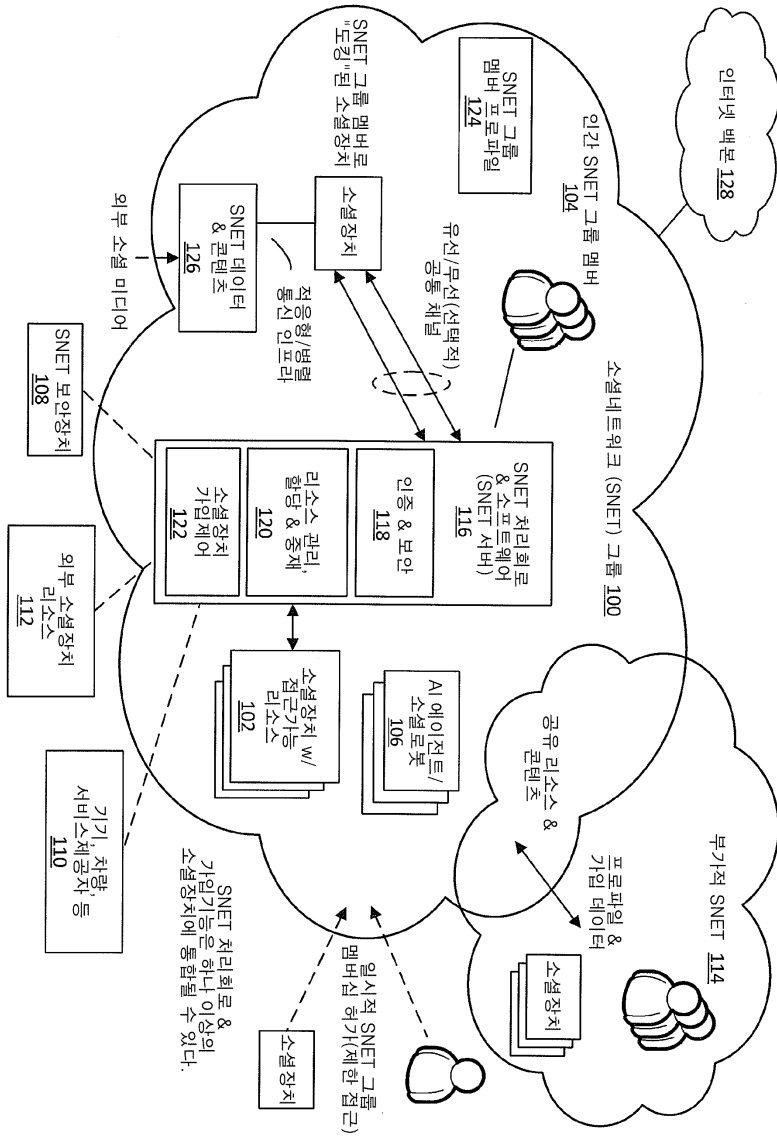 인터넷 백본 128
소셜네트워크 (SNET) 그룹 100
부가적 SNET 114
인간 SNET 그룹 멤버
104
SNET 그룹
멤버 프로파일
124
공유 리소스 &
콘텐츠
프로파일 &
가입 데이터
소셜장치
유선/무선(선택적)
공통 채널
SNET 그룹 멤버로
"도킹"된 소셜장치
소셜장치
SNET 처리회로
& 소프트웨어
(SNET 서버)
116
인증 & 보안
118
리소스 관리,
할당 & 중재
120
소셜장치
가입제어
122
AI 에이전트/
소셜로봇
106
소셜장치 w/
접근가능
리소스
102
적응형/병렬
통신 인프라
SNET 데이터
& 콘텐츠
126
외부 소셜 미디어
일시적 SNET 그룹
멤버십 허가(제한 접근)
소셜장치
SNET 보안장치
108
외부 소셜장치
리소스
112
기기, 차량,
서비스제공자 등
110
SNET 처리회로 &
가입기능은 하나 이상의
소셜장치에 통합될 수 있다.